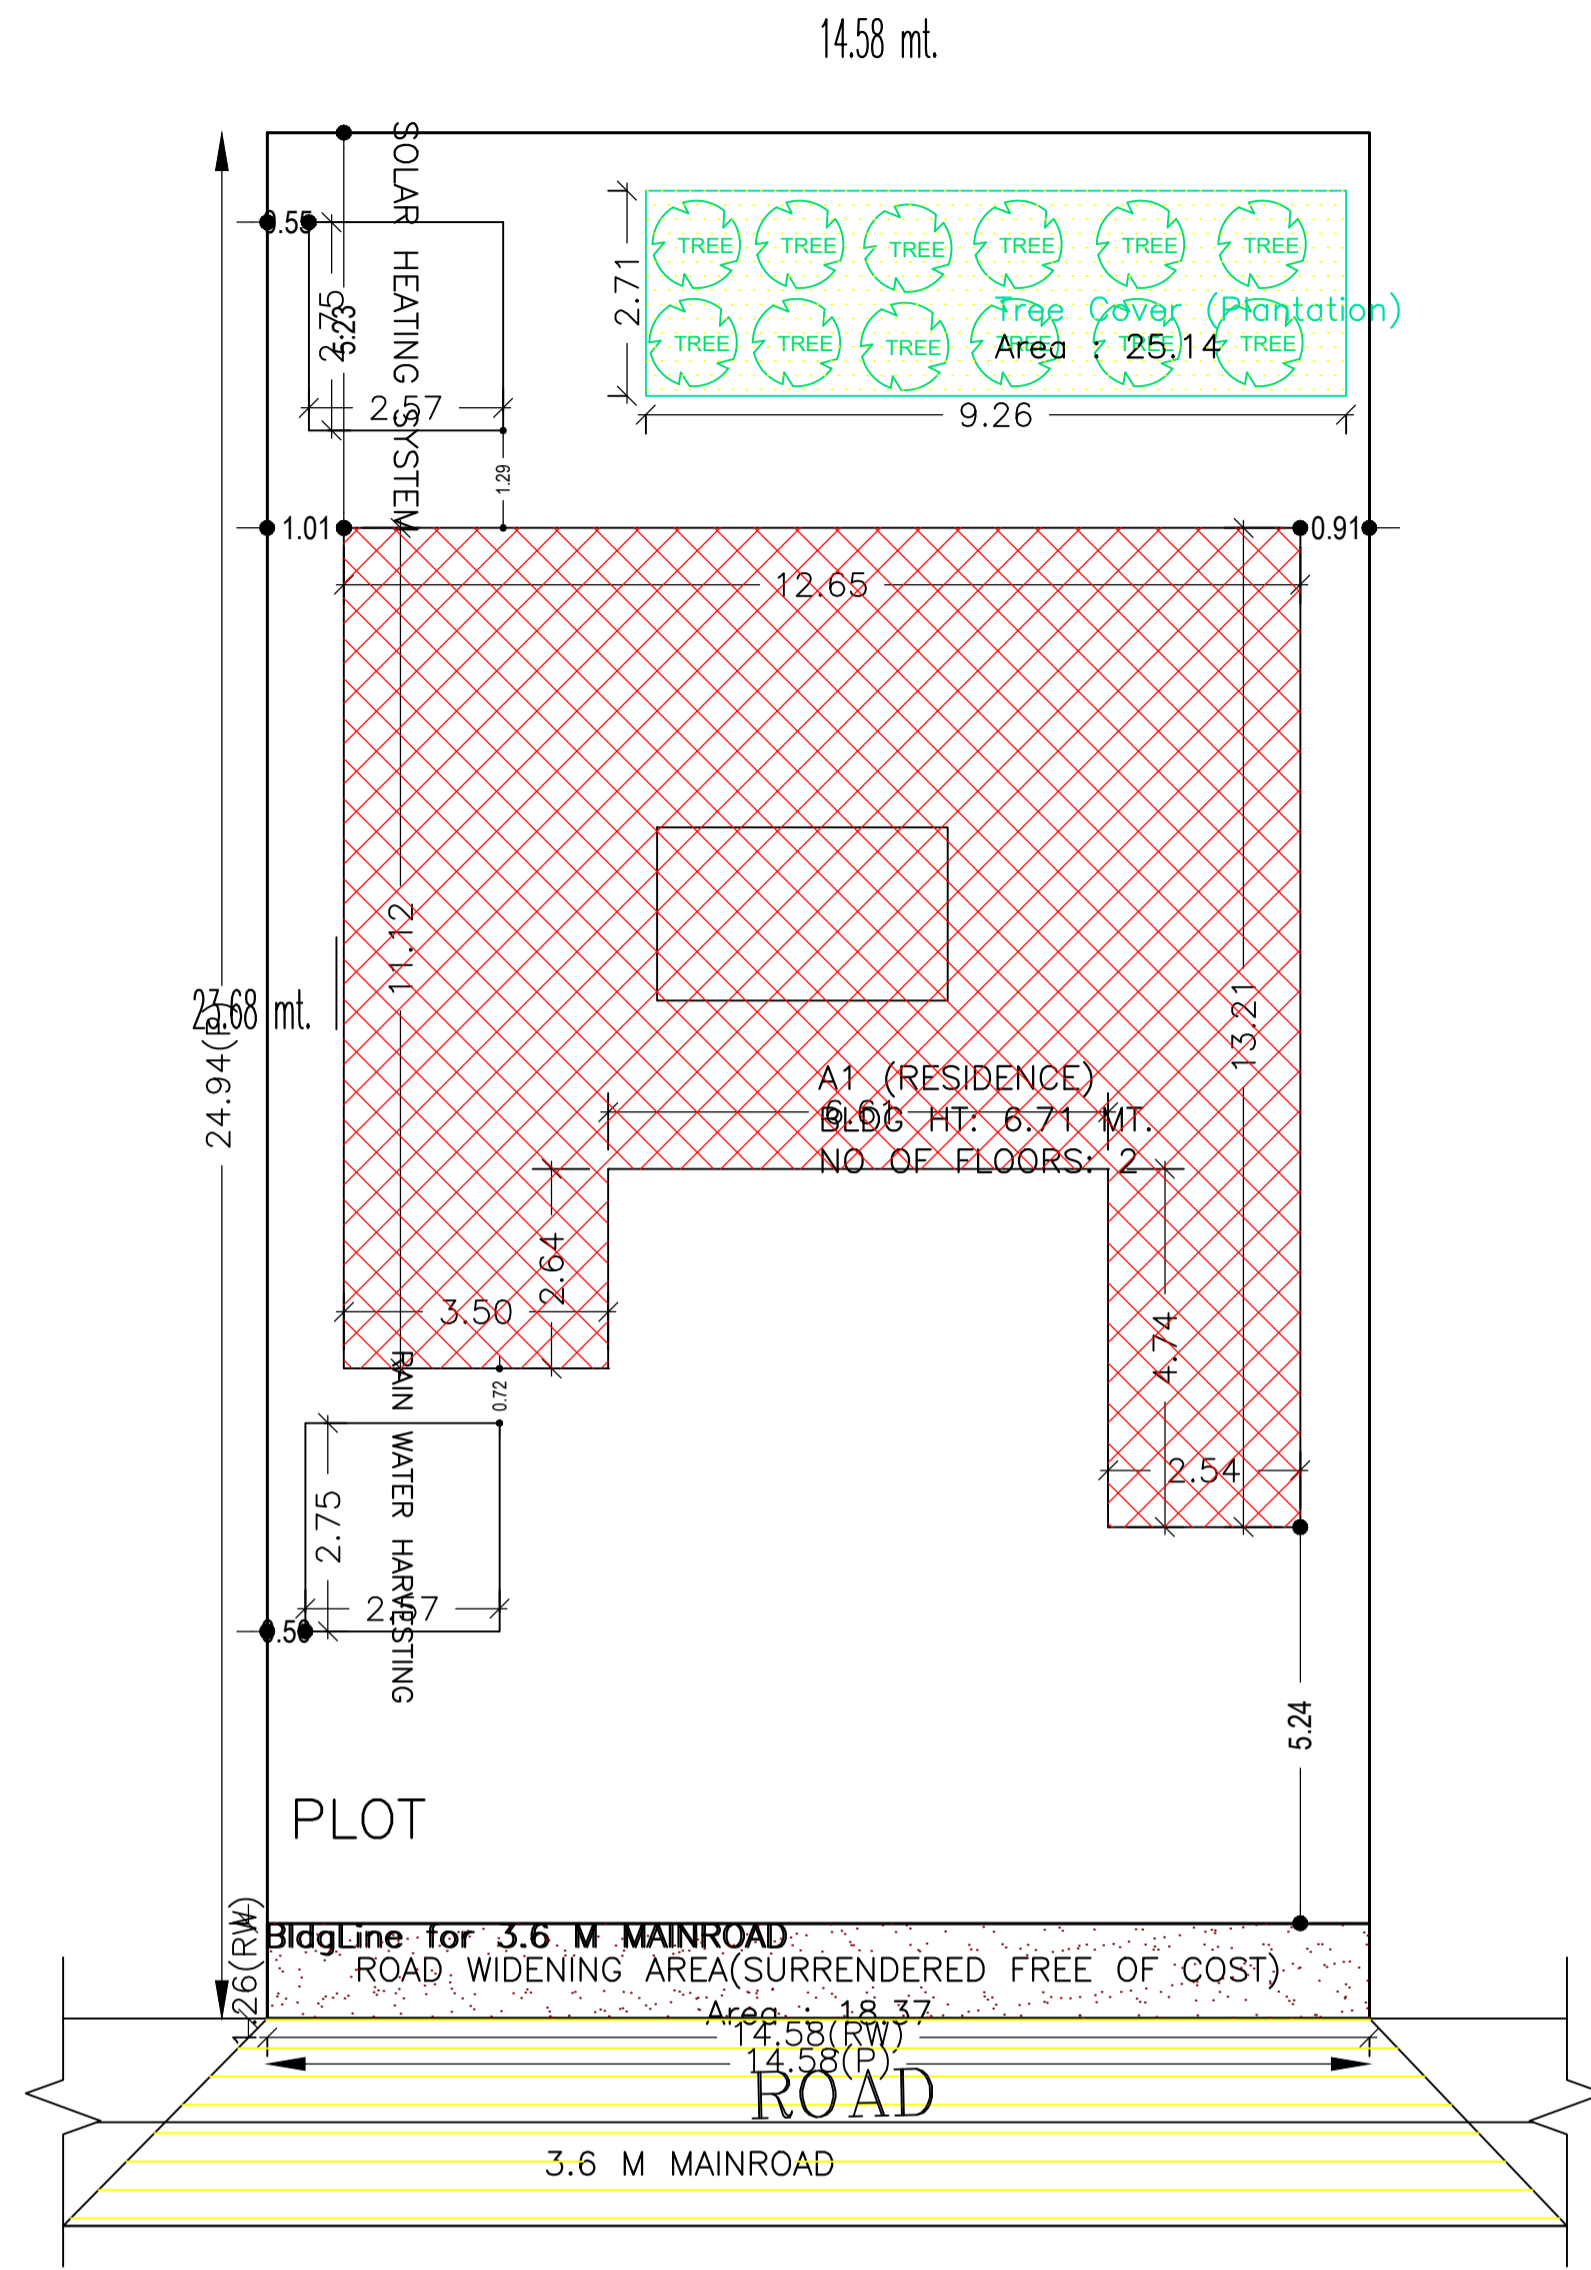 14.58 mt.
SOLAR HEATING SYSTEM
0.55
2.75
5.23
2.57
1.29
2.71
TREE TREE TREE TREE TREE TREE
Tree Cover (Plantation)
TREE TREE TREE TREE TREE TREE
Area : 25.14
9.26
1.01
0.91
12.65
11.12
13.21
23.68 mt.
24.94(P)
A1 (RESIDENCE)
6.61
BLDG HT: 6.71 MT.
NO OF FLOORS: 2
2.64
3.50
4.74
2.54
0.72
RAIN WATER HARVESTING
2.75
2.57
0.50
5.24
PLOT
1.26(RW)
BldgLine for 3.6 M MAINROAD
ROAD WIDENING AREA(SURRENDERED FREE OF COST)
Area : 18.37
14.58(RW)
14.58(P)
ROAD
3.6 M MAINROAD